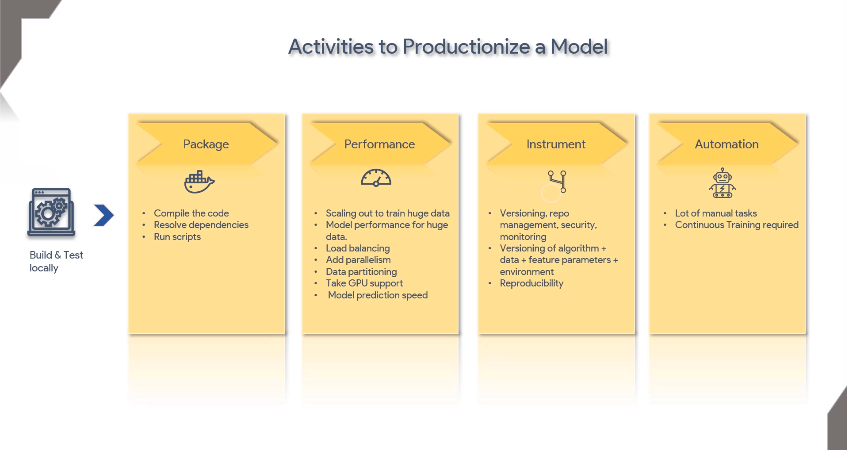 Activities to Productionize a Model
Build & Test
locally
Package
• Compile the code
• Resolve dependencies
• Run scripts
Performance
• Scaling out to train huge data
• Model performance for huge
data.
• Load balancing
• Add parallelism
• Data partitioning
• Take GPU support
• Model prediction speed
Instrument
• Versioning, repo
management, security,
monitoring
• Versioning of algorithm +
data + feature parameters +
environment
• Reproducibility
Automation
• Lot of manual tasks
• Continuous Training required